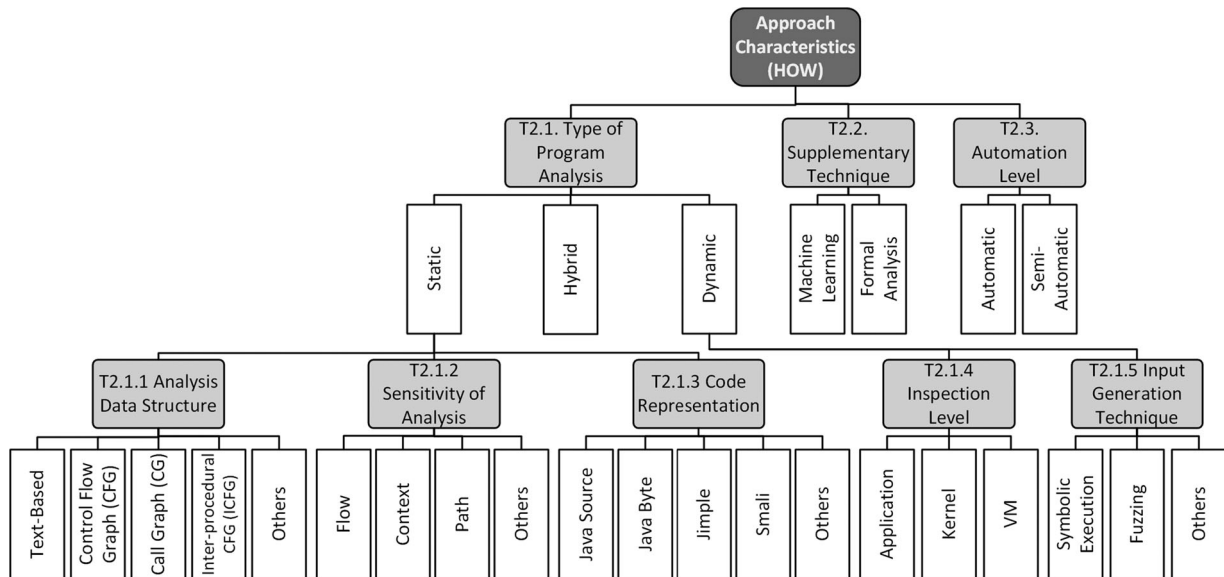 Approach
Characteristics
(HOW)
T2.1. Type of
Program
Analysis
T2.2.
Supplementary
Technique
T2.3.
Automation
Level
Static
Hybrid
Dynamic
Machine
Learning
Formal
Analysis
Automatic
Semi-
Automatic
T2.1.1 Analysis
Data Structure
T2.1.2
Sensitivity of
Analysis
T2.1.3 Code
Representation
T2.1.4
Inspection
Level
T2.1.5 Input
Generation
Technique
Text-Based
Control Flow
Graph (CFG)
Call Graph (CG)
Inter-procedural
CFG (ICFG)
Others
Flow
Context
Path
Others
Java Source
Java Byte
Jimple
Smali
Others
Application
Kernel
VM
Symbolic
Execution
Fuzzing
Others